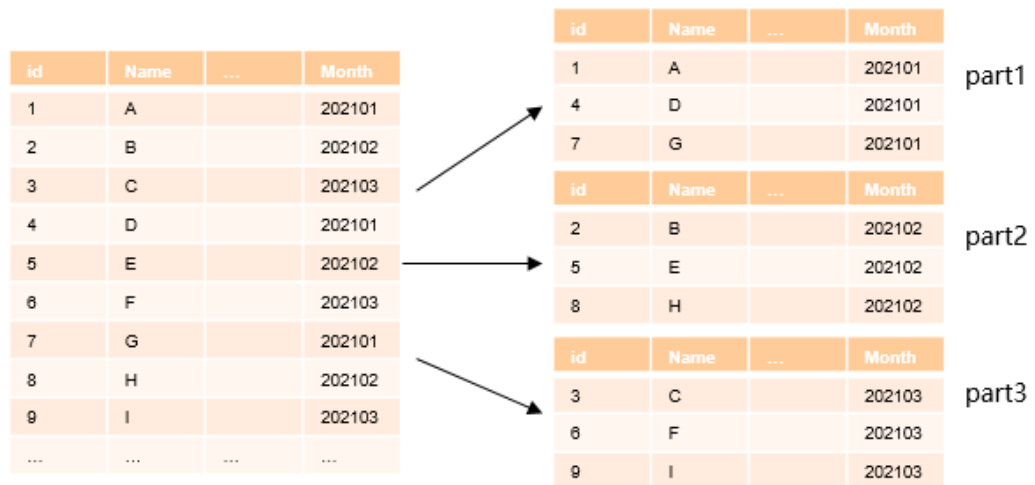 id Name ... Month
1 A 202101
2 B 202102
3 C 202103
4 D 202101
5 E 202102
6 F 202103
7 G 202101
8 H 202102
9 I 202103
... ... ... ...
id Name ... Month
1 A 202101
4 D 202101
7 G 202101
part1
id Name ... Month
2 B 202102
5 E 202102
8 H 202102
part2
id Name ... Month
3 C 202103
6 F 202103
9 I 202103
part3